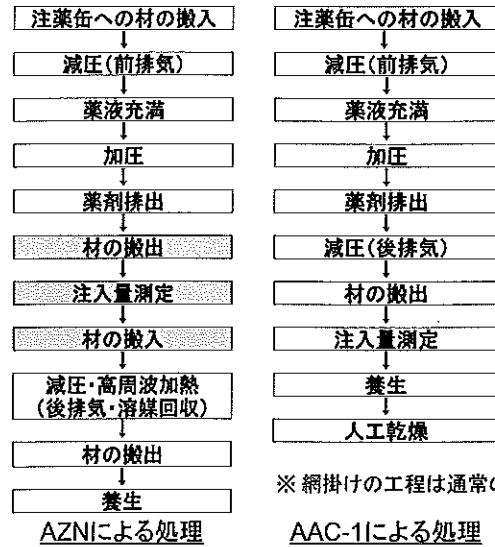 注薬缶への材の搬入
減圧(前排気)
薬液充満
加圧
薬剤排出
材の搬出
注入量測定
材の搬入
減圧・高周波加熱
(後排気・溶媒回収)
材の搬出
養生
AZNによる処理
注薬缶への材の搬入
減圧(前排気)
薬液充満
加圧
薬剤排出
減圧(後排気)
材の搬出
注入量測定
養生
人工乾燥
※ 網掛けの工程は通常の
AAC-1による処理